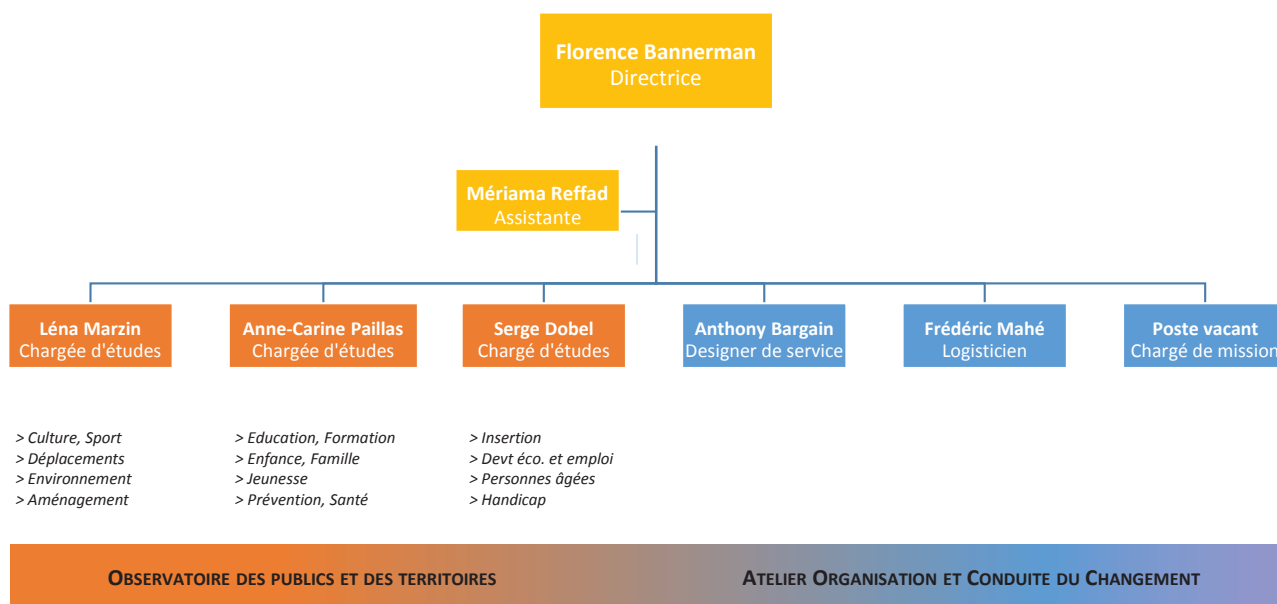 Florence Bannerman
Directrice
Mériama Reffad
Assistante
Léna Marzin
Chargée d'études
Anne-Carine Paillas
Chargée d'études
Serge Dobel
Chargé d'études
Anthony Bargain
Designer de service
Frédéric Mahé
Logisticien
Poste vacant
Chargé de mission
> Culture, Sport
> Déplacements
> Environnement
> Aménagement
> Education, Formation
> Enfance, Famille
> Jeunesse
> Prévention, Santé
> Insertion
> Devt éco. et emploi
> Personnes âgées
> Handicap
OBSERVATOIRE DES PUBLICS ET DES TERRITOIRES
ATELIER ORGANISATION ET CONDUITE DU CHANGEMENT